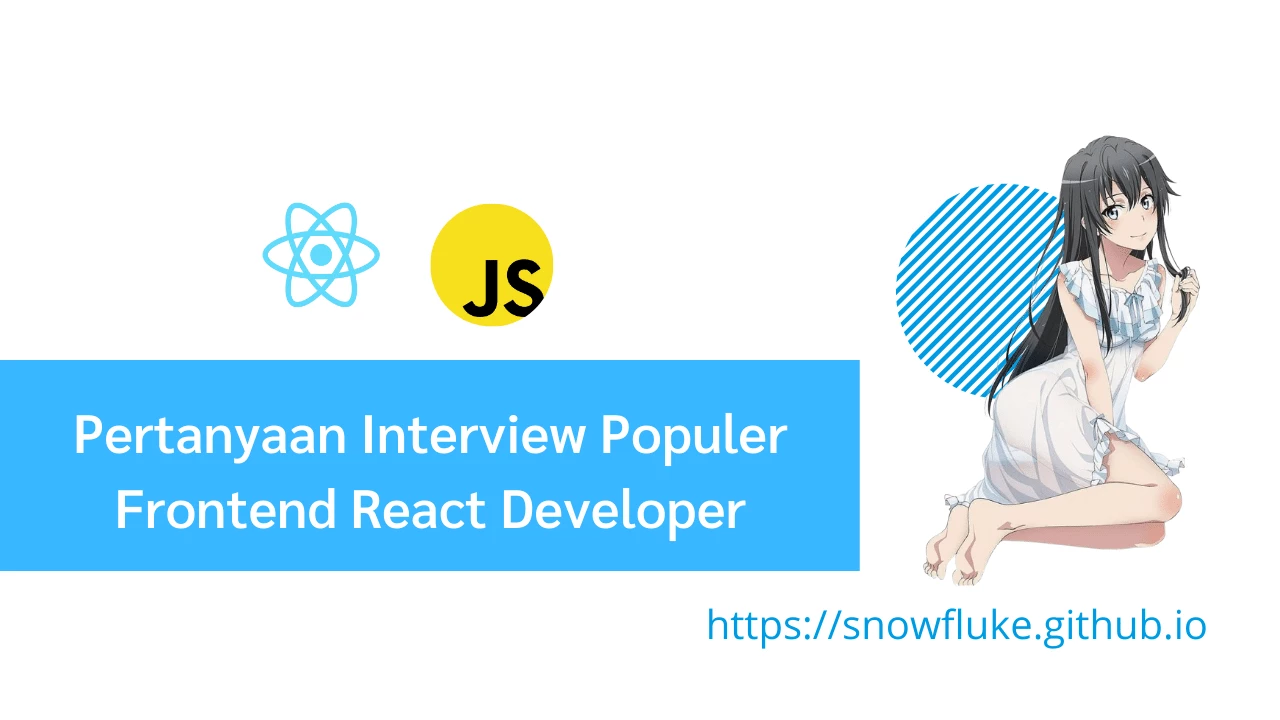 JS
Pertanyaan Interview Populer
Frontend React Developer
https://snowfluke.github.io